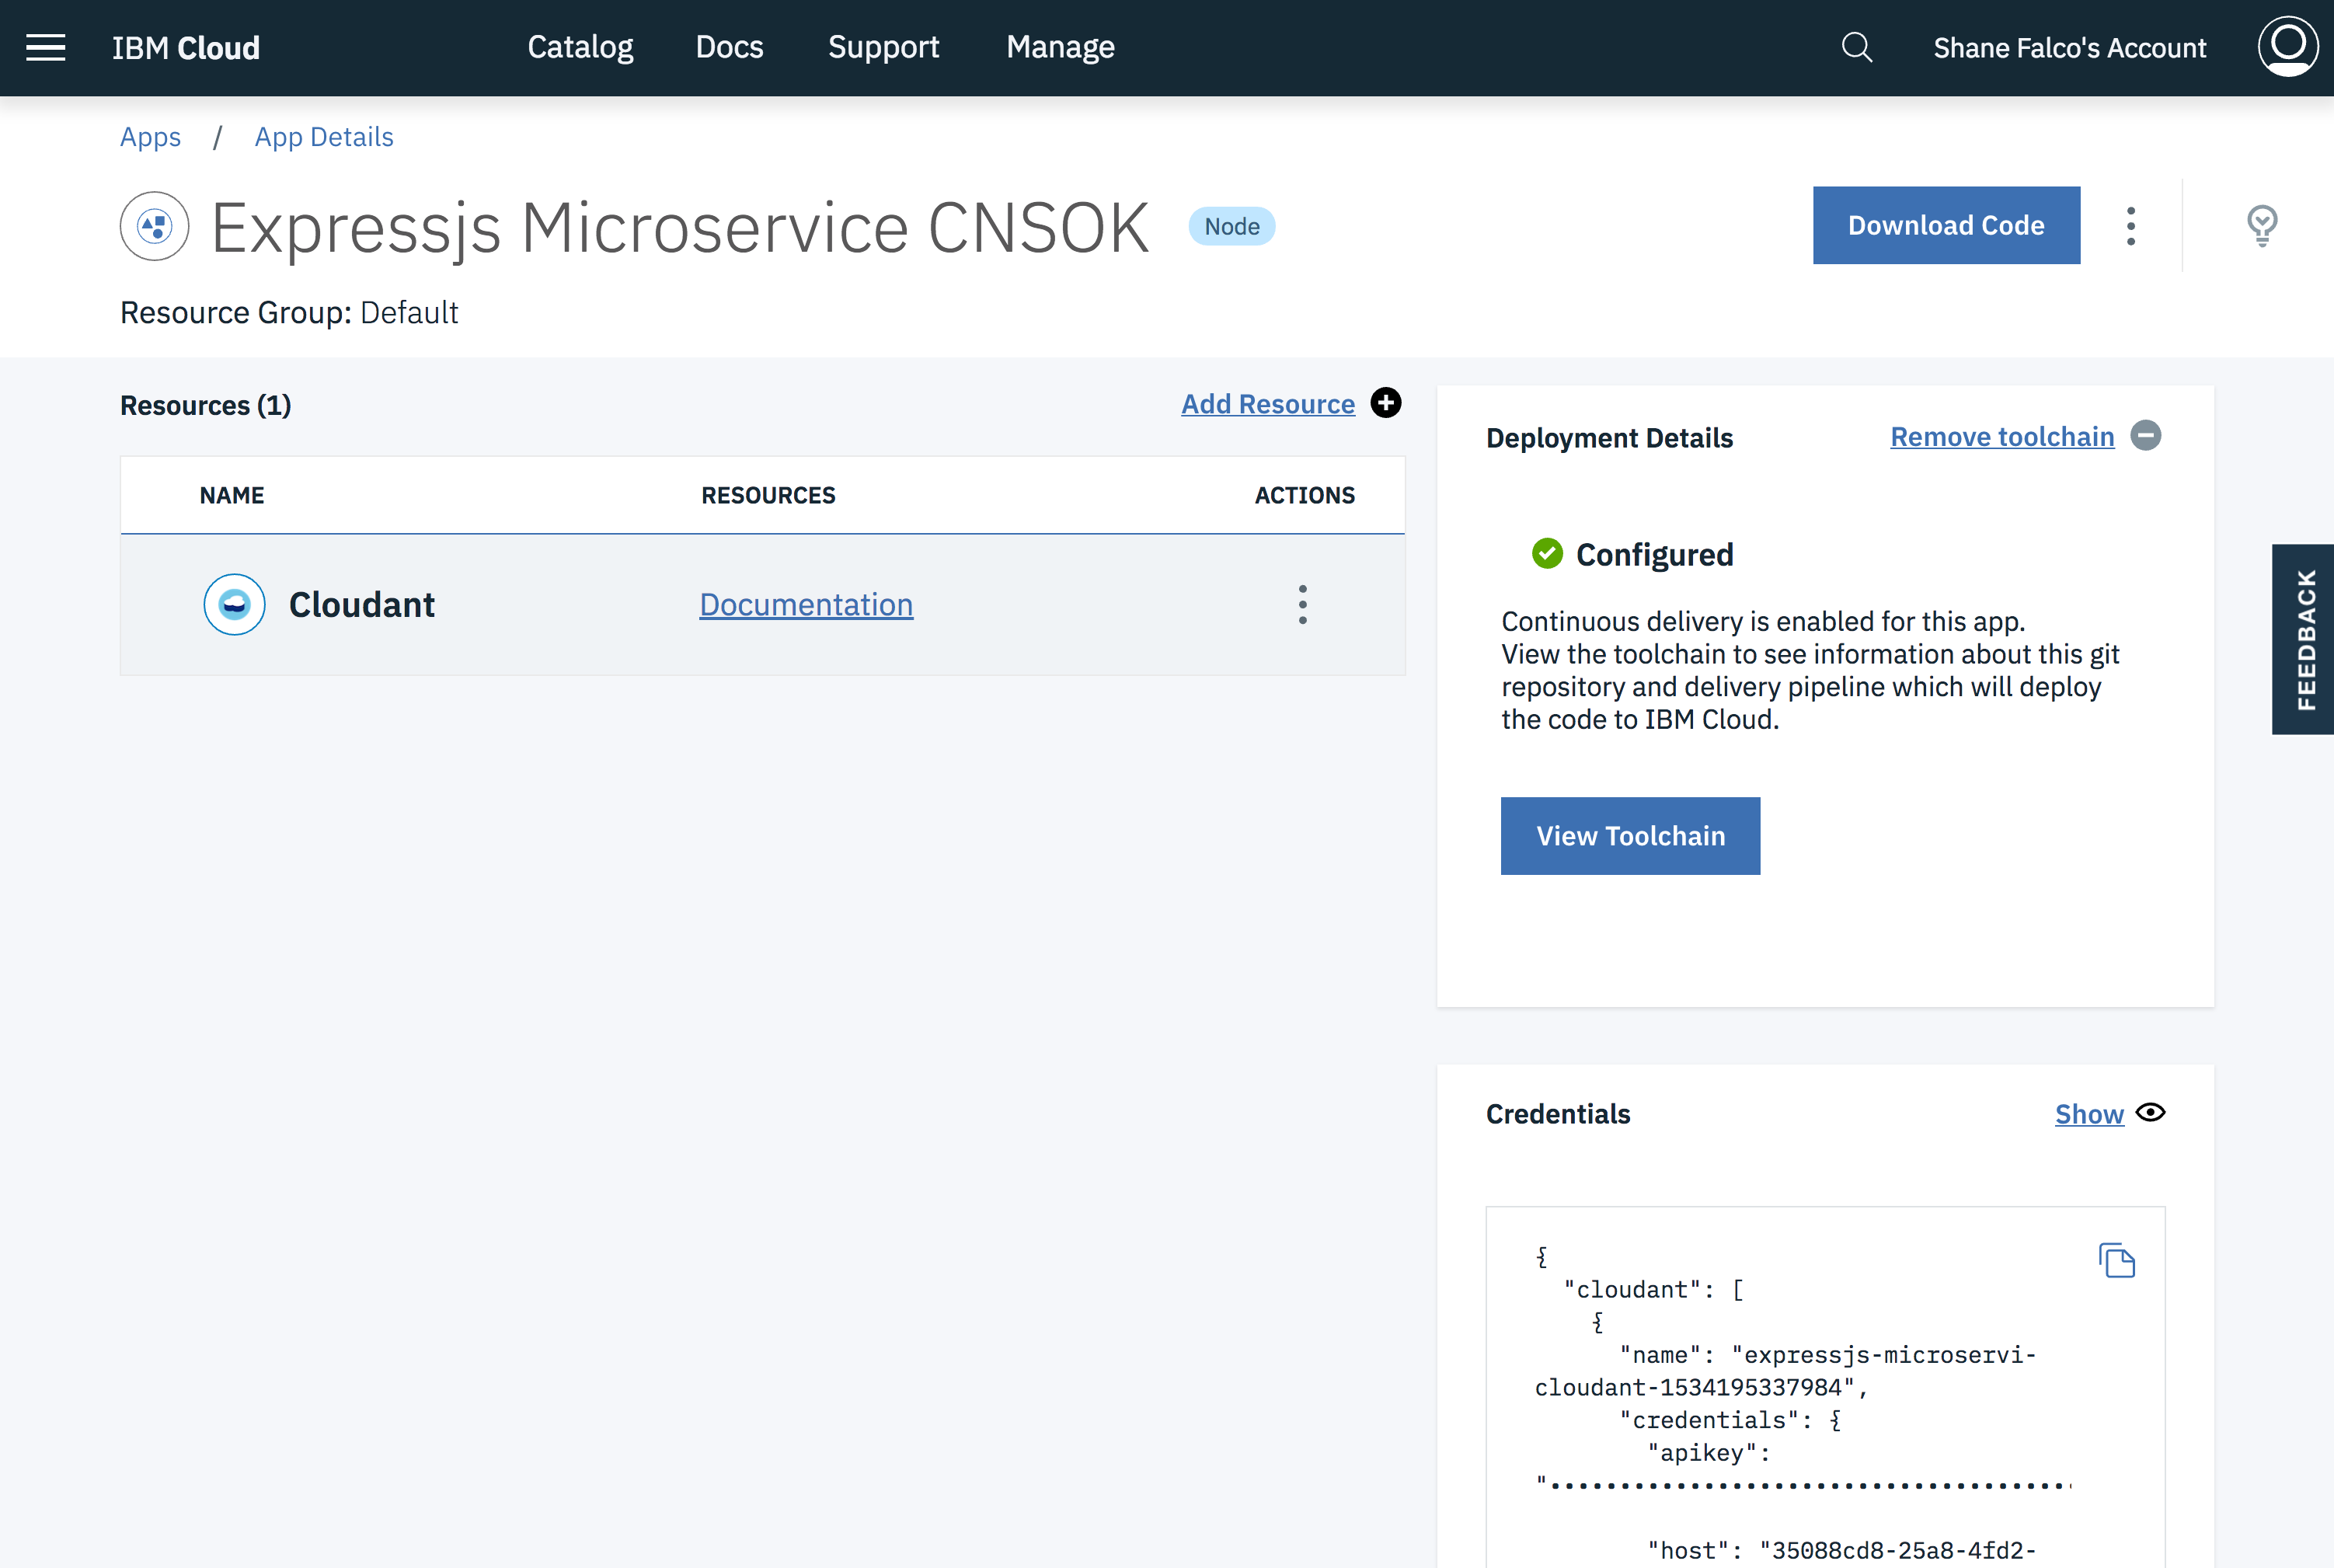 IBM Cloud
Catalog
Docs
Support
Manage
Shane Falco's Account
Apps / App Details
Expressjs Microservice CNSOK
Node
Download Code
Resource Group: Default
Resources (1)
Add Resource
NAME
RESOURCES
ACTIONS
Cloudant
Documentation
Deployment Details
Remove toolchain
Configured
Continuous delivery is enabled for this app.
View the toolchain to see information about this git
repository and delivery pipeline which will deploy
the code to IBM Cloud.
View Toolchain
FEEDBACK
Credentials
Show
{
"cloudant": [
{
"name": "expressjs-microservi-
cloudant-1534195337984",
"credentials": {
"apikey":
"•••••••••••••••••••••••••••••••••••••
"host": "35088cd8-25a8-4fd2-